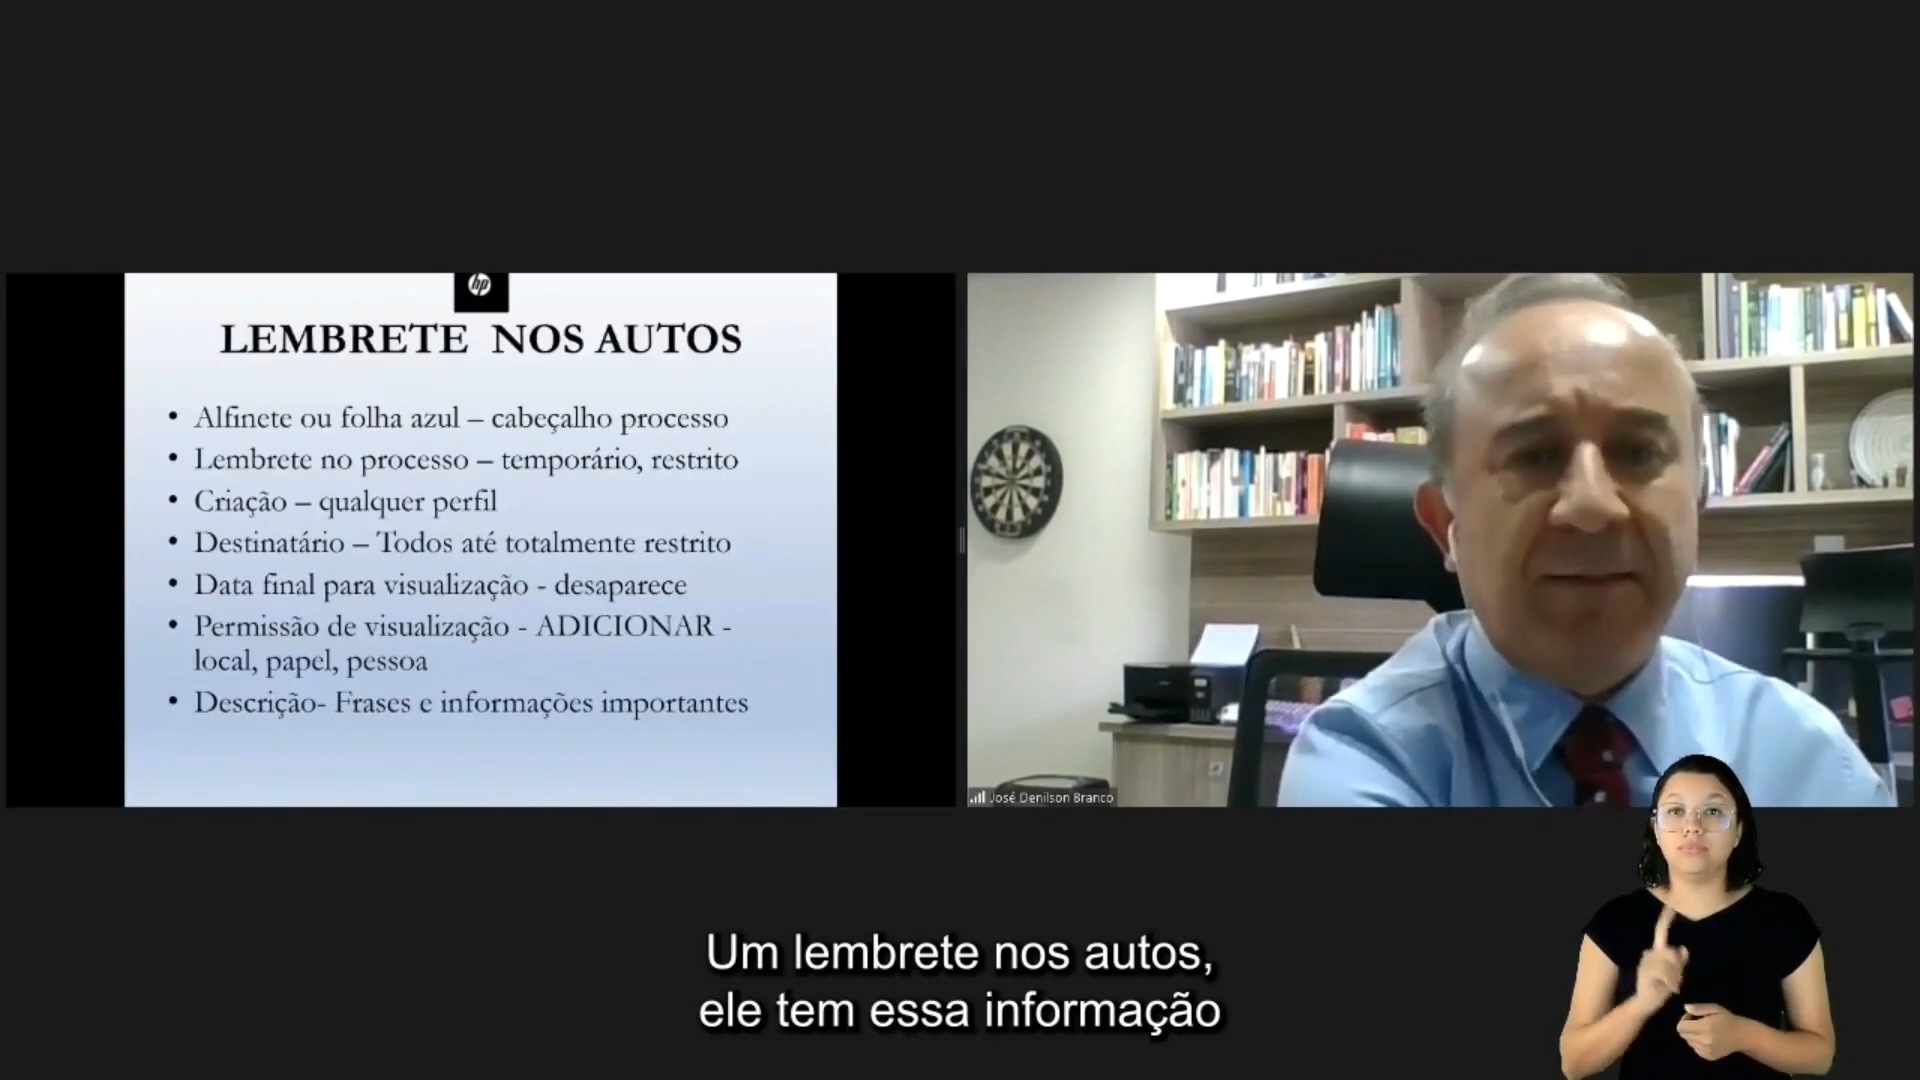 hp
LEMBRETE NOS AUTOS
• Alfinete ou folha azul – cabeçalho processo
• Lembrete no processo – temporário, restrito
• Criação – qualquer perfil
• Destinatário – Todos até totalmente restrito
• Data final para visualização - desaparece
• Permissão de visualização - ADICIONAR -
local, papel, pessoa
• Descrição- Frases e informações importantes
José Denilson Branco
Um lembrete nos autos,
ele tem essa informação